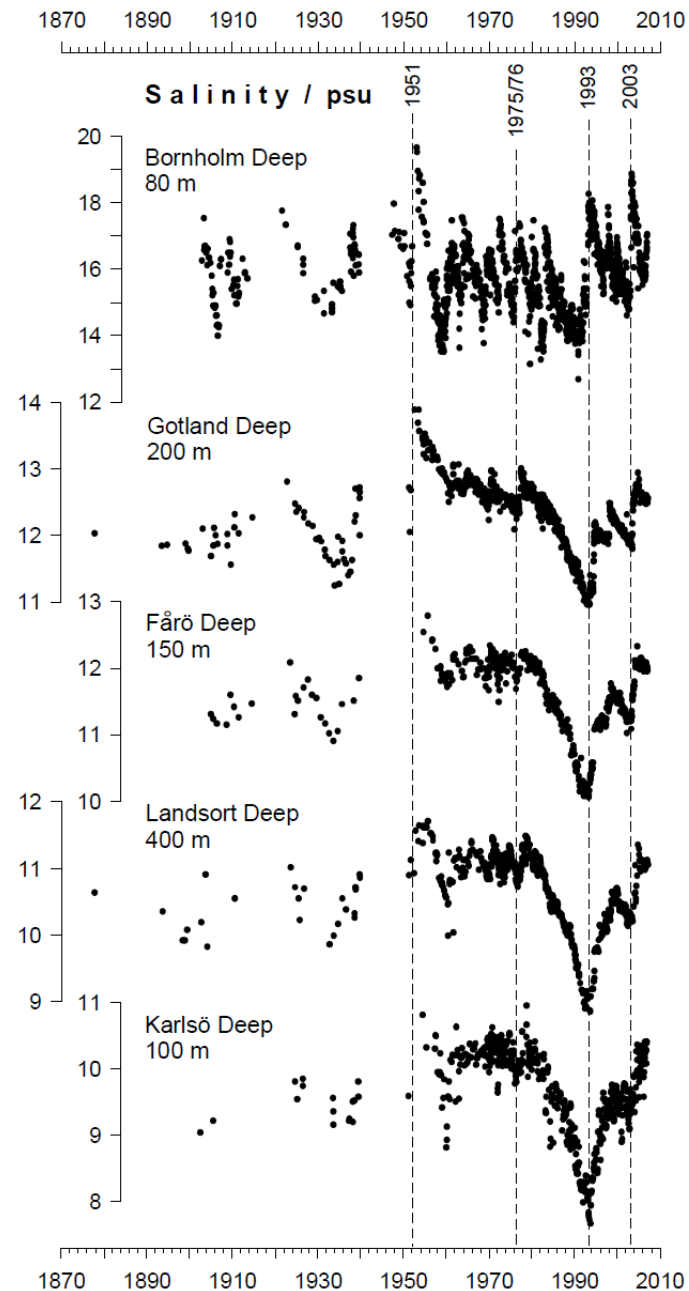 1870 1890 1910 1930 1950 1970 1990 2010
Salinity / psu
1951
1975/76
1993
2003
20
18
16
14
12
Bornholm Deep
80 m
14
13
12
11
Gotland Deep
200 m
13
12
11
10
Fårö Deep
150 m
12
11
10
9
Landsort Deep
400 m
11
10
9
8
Karlsö Deep
100 m
1870 1890 1910 1930 1950 1970 1990 2010